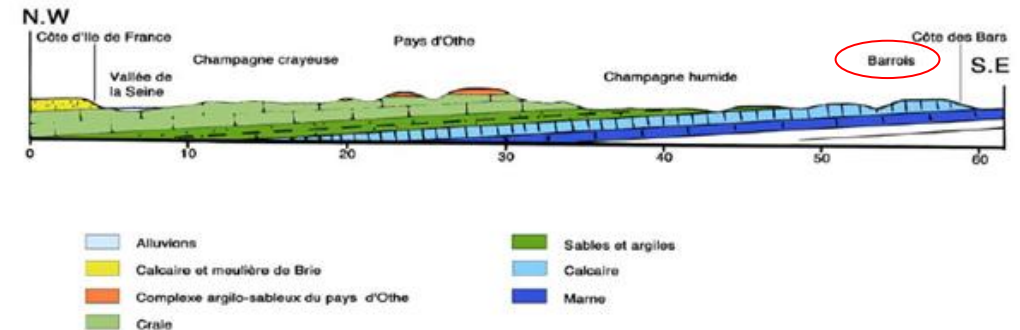 N.W
Côte d'Ile de France
Champagne crayeuse
Pays d'Othe
Côte des Bars
Vallée de
la Seine
Champagne humide
Barrois
S.E
0 10 20 30 40 50 60
Alluvions
Calcaire et meulière de Brie
Complexe argilo-sableux du pays d'Othe
Craie
Sables et argiles
Calcaire
Marne